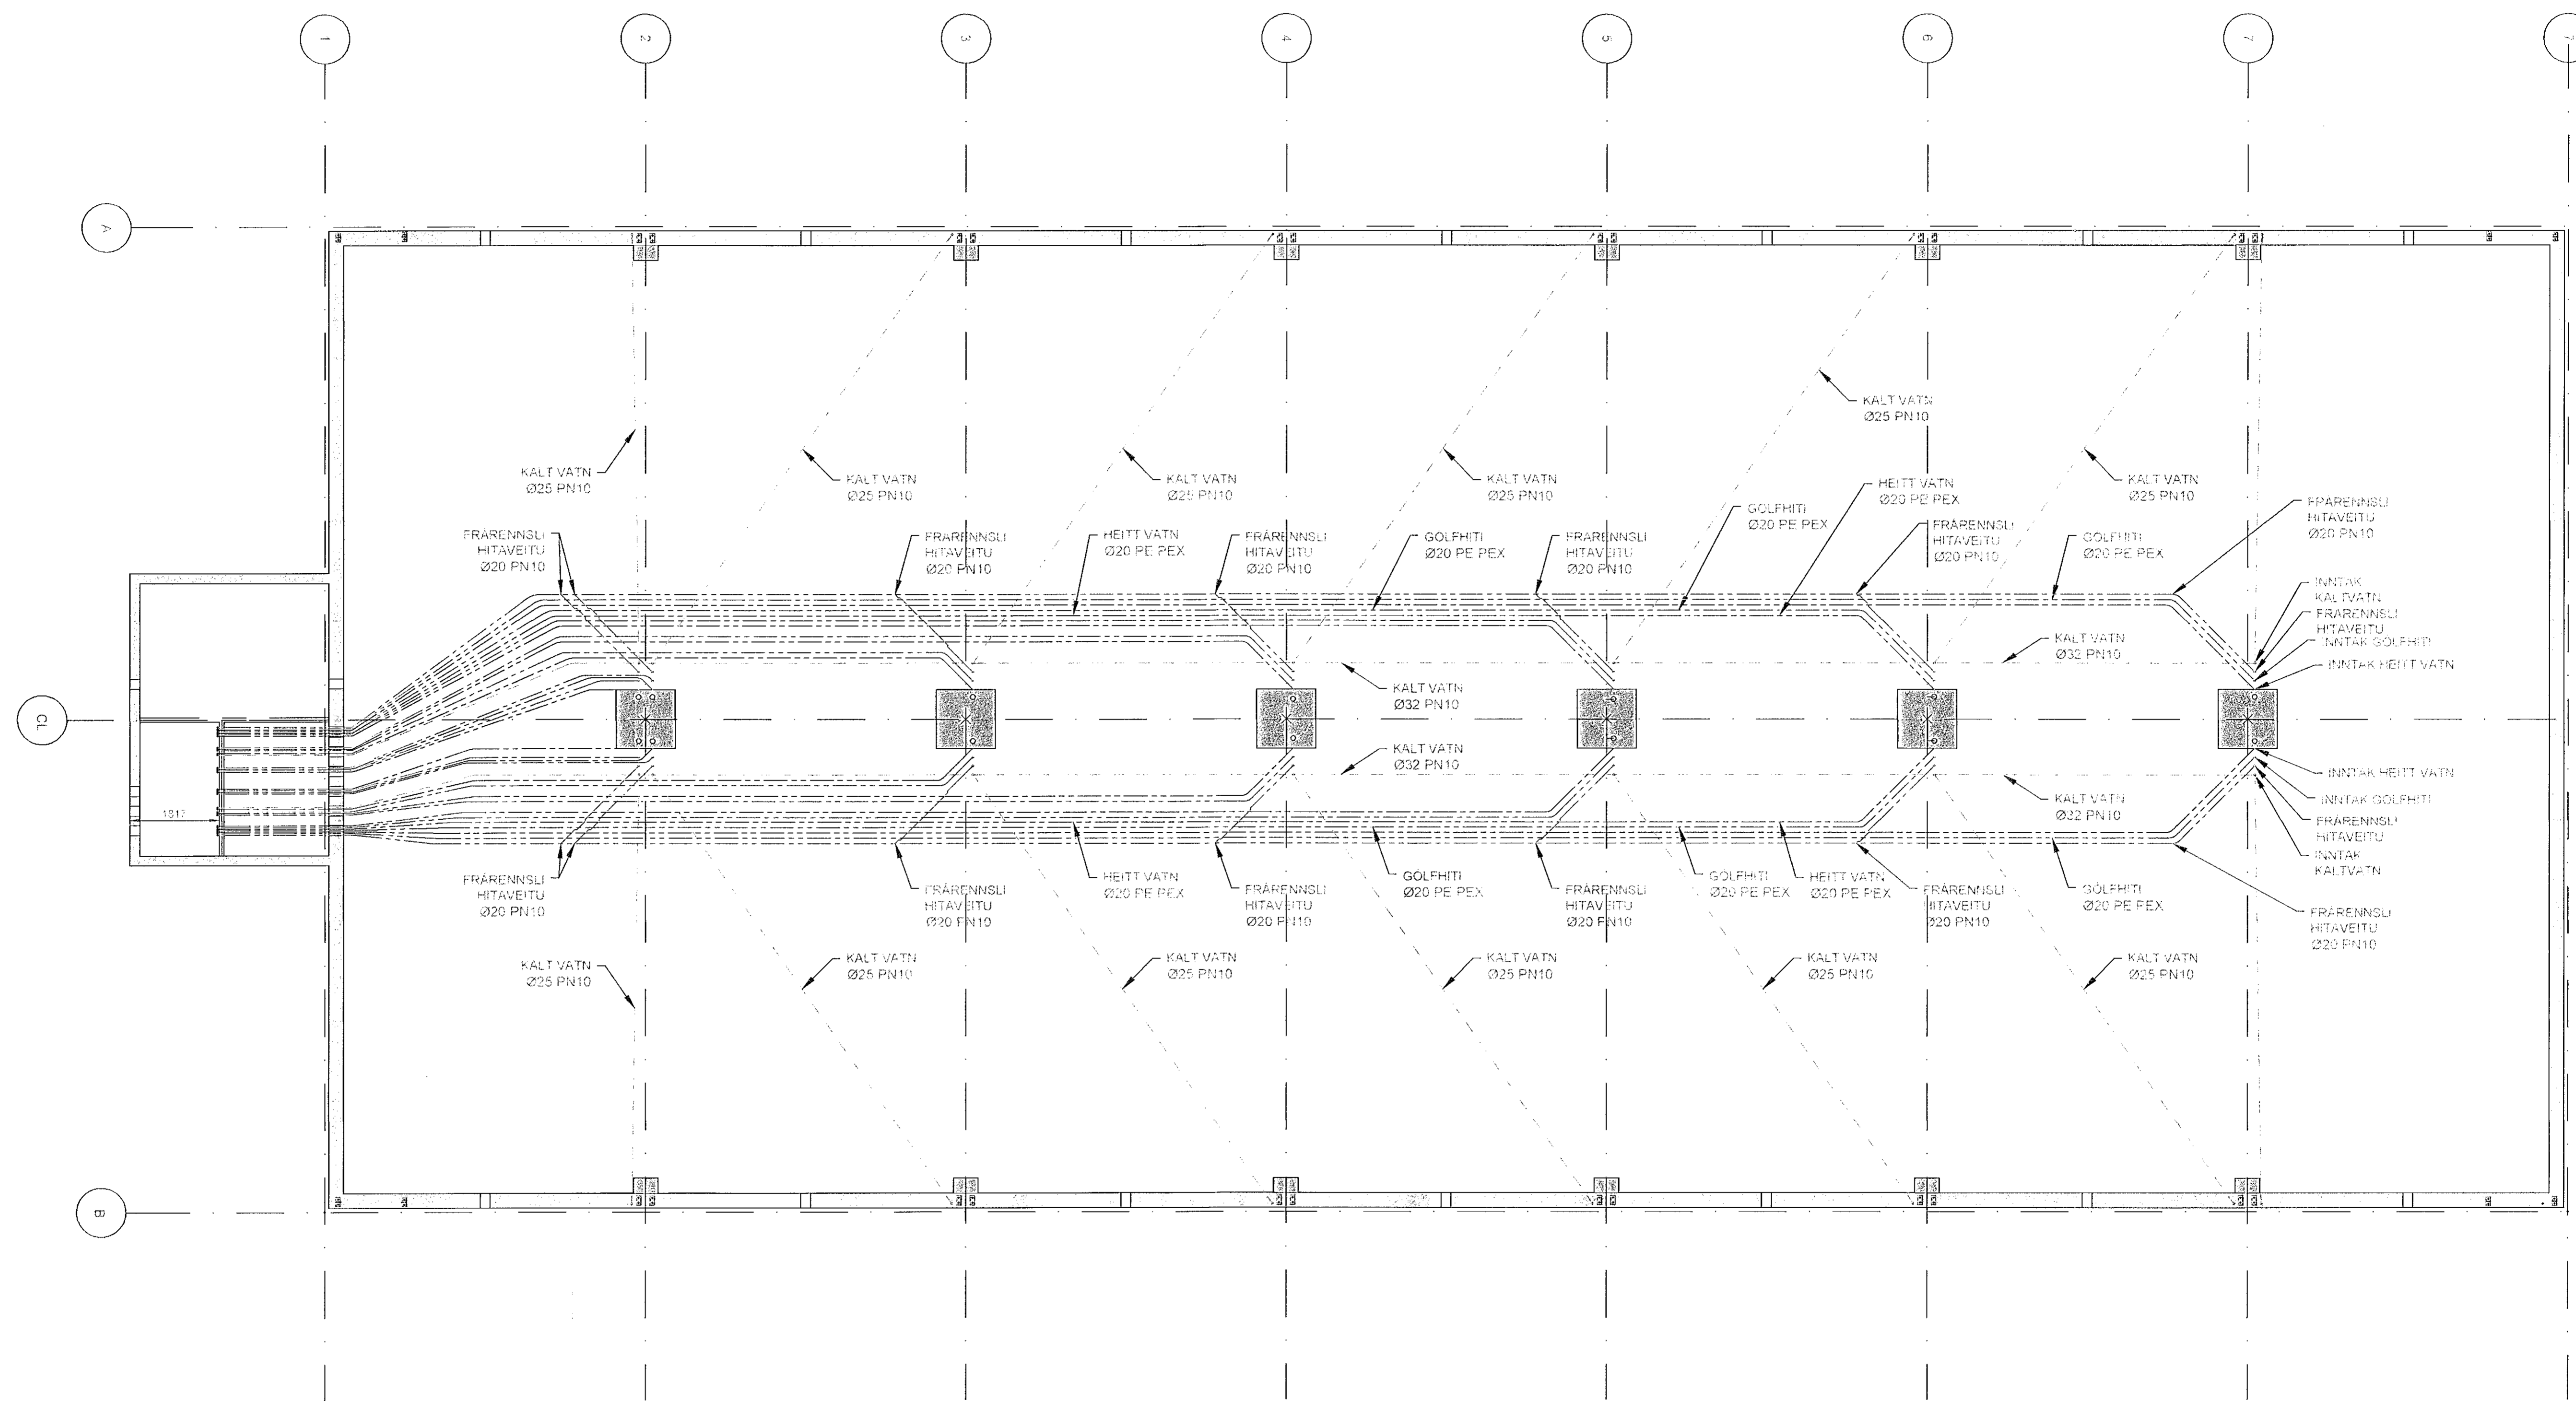 1
2
3
4
5
6
7
A
KALT VATN
Ø25 PN10
KALT VATN
Ø25 PN10
KALT VATN
Ø25 PN10
KALT VATN
Ø25 PN10
KALT VATN
Ø25 PN10
KALT VATN
Ø25 PN10
FRÁRENNSLI
HITAVEITU
Ø20 PN10
FRÁRENNSLI
HITAVEITU
Ø20 PN10
HEITT VATN
Ø20 PE PEX
FRÁRENNSLI
HITAVEITU
Ø20 PN10
GÓLFHITI
Ø20 PE PEX
FRÁRENNSLI
HITAVEITU
Ø20 PN10
GÓLFHITI
Ø20 PE PEX
HEITT VATN
Ø20 PE PEX
FRÁRENNSLI
HITAVEITU
Ø20 PN10
GÓLFHITI
Ø20 PE PEX
FRÁRENNSLI
HITAVEITU
Ø20 PN10
INNTAK
KALTVATN
FRÁRENNSLI
HITAVEITU
INNTAK GÓLFHITI
INNTAK HEITT VATN
KALT VATN
Ø32 PN10
KALT VATN
Ø32 PN10
CL
KALT VATN
Ø32 PN10
KALT VATN
Ø32 PN10
1817
INNTAK HEITT VATN
INNTAK GÓLFHITI
FRÁRENNSLI
HITAVEITU
INNTAK
KALTVATN
FRÁRENNSLI
HITAVEITU
Ø20 PN10
FRÁRENNSLI
HITAVEITU
Ø20 PN10
HEITT VATN
Ø20 PE PEX
FRÁRENNSLI
HITAVEITU
Ø20 PN10
GÓLFHITI
Ø20 PE PEX
FRÁRENNSLI
HITAVEITU
Ø20 PN10
GÓLFHITI
Ø20 PE PEX
HEITT VATN
Ø20 PE PEX
FRÁRENNSLI
HITAVEITU
Ø20 PN10
GÓLFHITI
Ø20 PE PEX
FRÁRENNSLI
HITAVEITU
Ø20 PN10
KALT VATN
Ø25 PN10
KALT VATN
Ø25 PN10
KALT VATN
Ø25 PN10
KALT VATN
Ø25 PN10
KALT VATN
Ø25 PN10
KALT VATN
Ø25 PN10
B